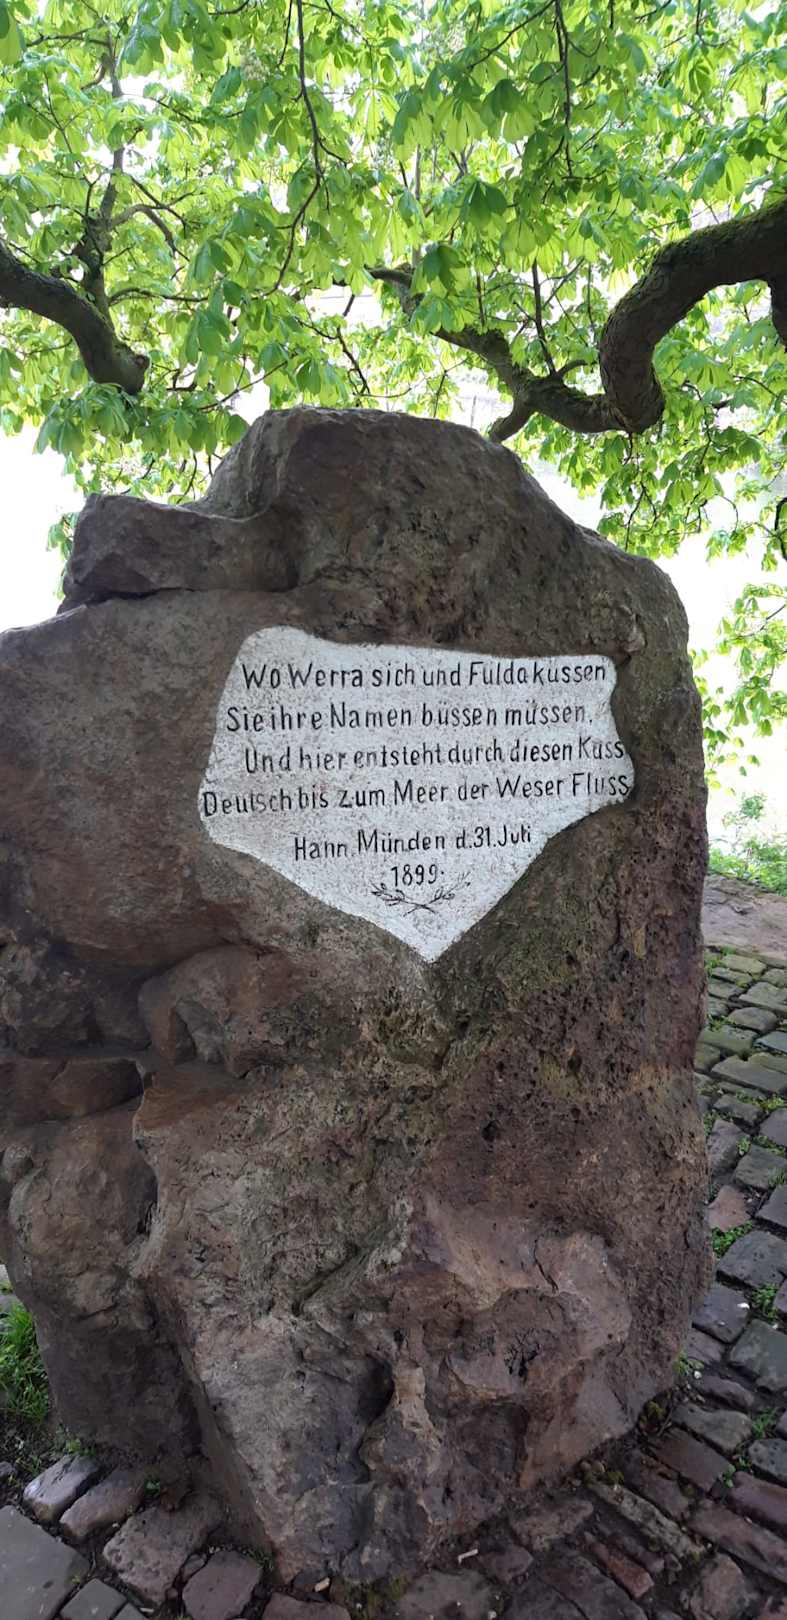 Wo Werra sich und Fulda küssen
Sie ihre Namen büssen müssen.
Und hier entsteht durch diesen Kuss
Deutsch bis zum Meer der Weser Fluss
Hann. Münden d. 31. Juli
1899.